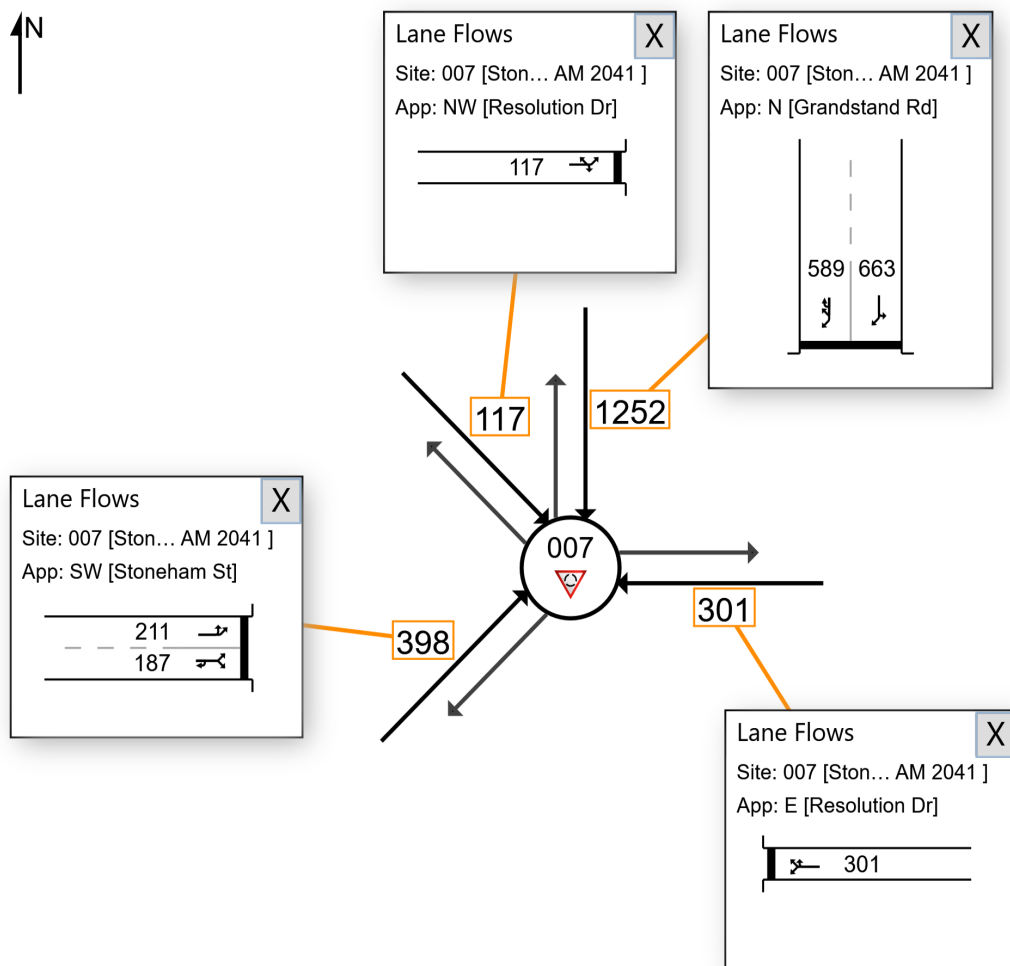 N
Lane Flows
X
Site: 007 [Ston... AM 2041 ]
App: NW [Resolution Dr]
117
Lane Flows
X
Site: 007 [Ston... AM 2041 ]
App: N [Grandstand Rd]
589 663
117
1252
Lane Flows
X
Site: 007 [Ston... AM 2041 ]
App: SW [Stoneham St]
211
187
398
007
301
Lane Flows
X
Site: 007 [Ston... AM 2041 ]
App: E [Resolution Dr]
301